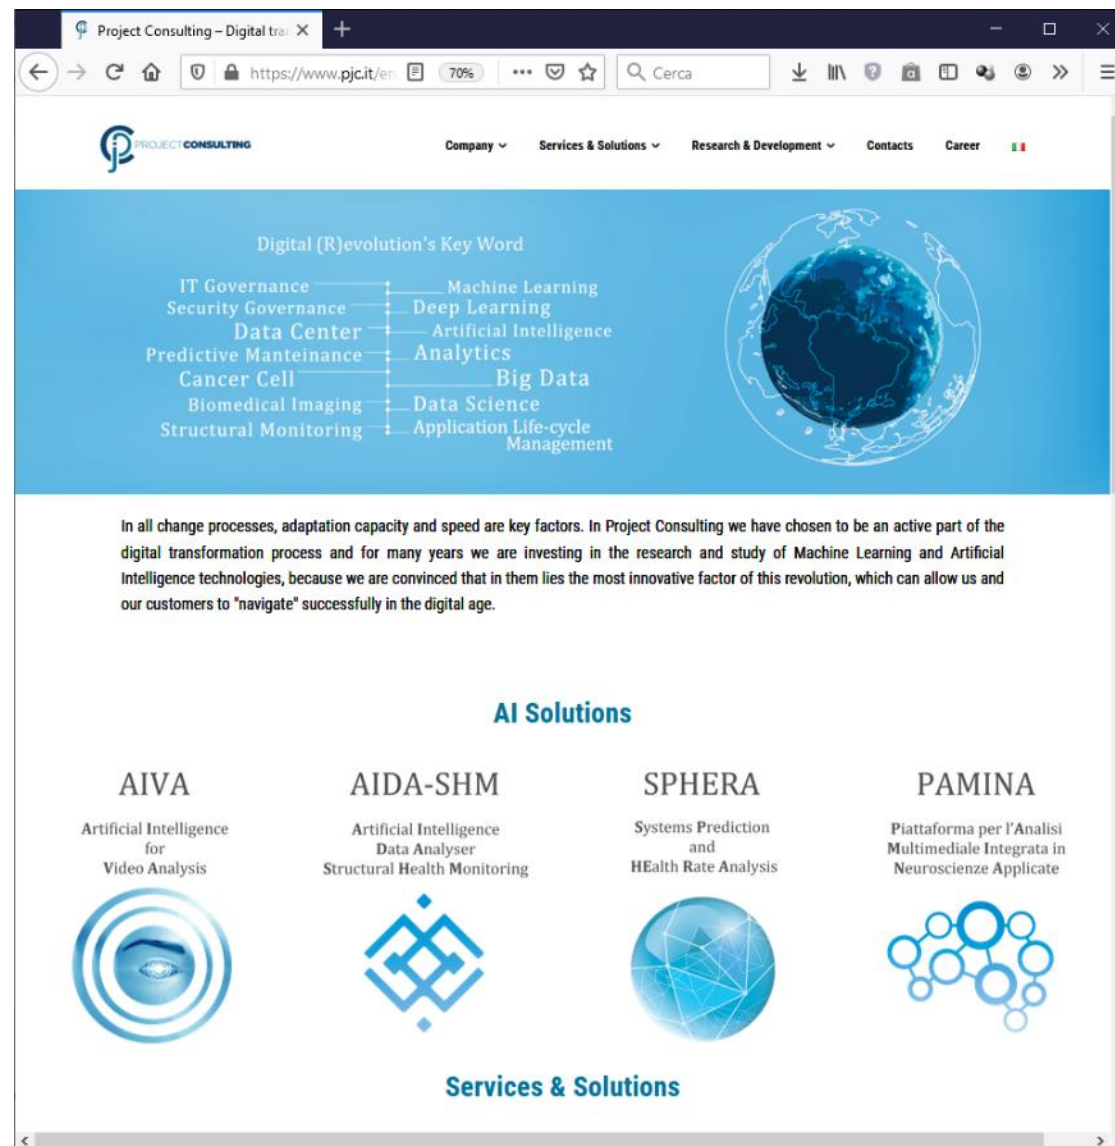 Project Consulting – Digital tra
https://www.pjc.it/en
70%
Cerca
PROJECT CONSULTING
Company
Services & Solutions
Research & Development
Contacts
Career
Digital (R)evolution's Key Word
IT Governance
Machine Learning
Security Governance
Deep Learning
Data Center
Artificial Intelligence
Predictive Manteinance
Analytics
Cancer Cell
Big Data
Biomedical Imaging
Data Science
Structural Monitoring
Application Life-cycle
Management
In all change processes, adaptation capacity and speed are key factors. In Project Consulting we have chosen to be an active part of the
digital transformation process and for many years we are investing in the research and study of Machine Learning and Artificial
Intelligence technologies, because we are convinced that in them lies the most innovative factor of this revolution, which can allow us and
our customers to "navigate" successfully in the digital age.
AI Solutions
AIVA
Artificial Intelligence
for
Video Analysis
AIDA-SHM
Artificial Intelligence
Data Analyser
Structural Health Monitoring
SPHERA
Systems Prediction
and
HEalth Rate Analysis
PAMINA
Piattaforma per l'Analisi
Multimediale Integrata in
Neuroscienze Applicate
Services & Solutions